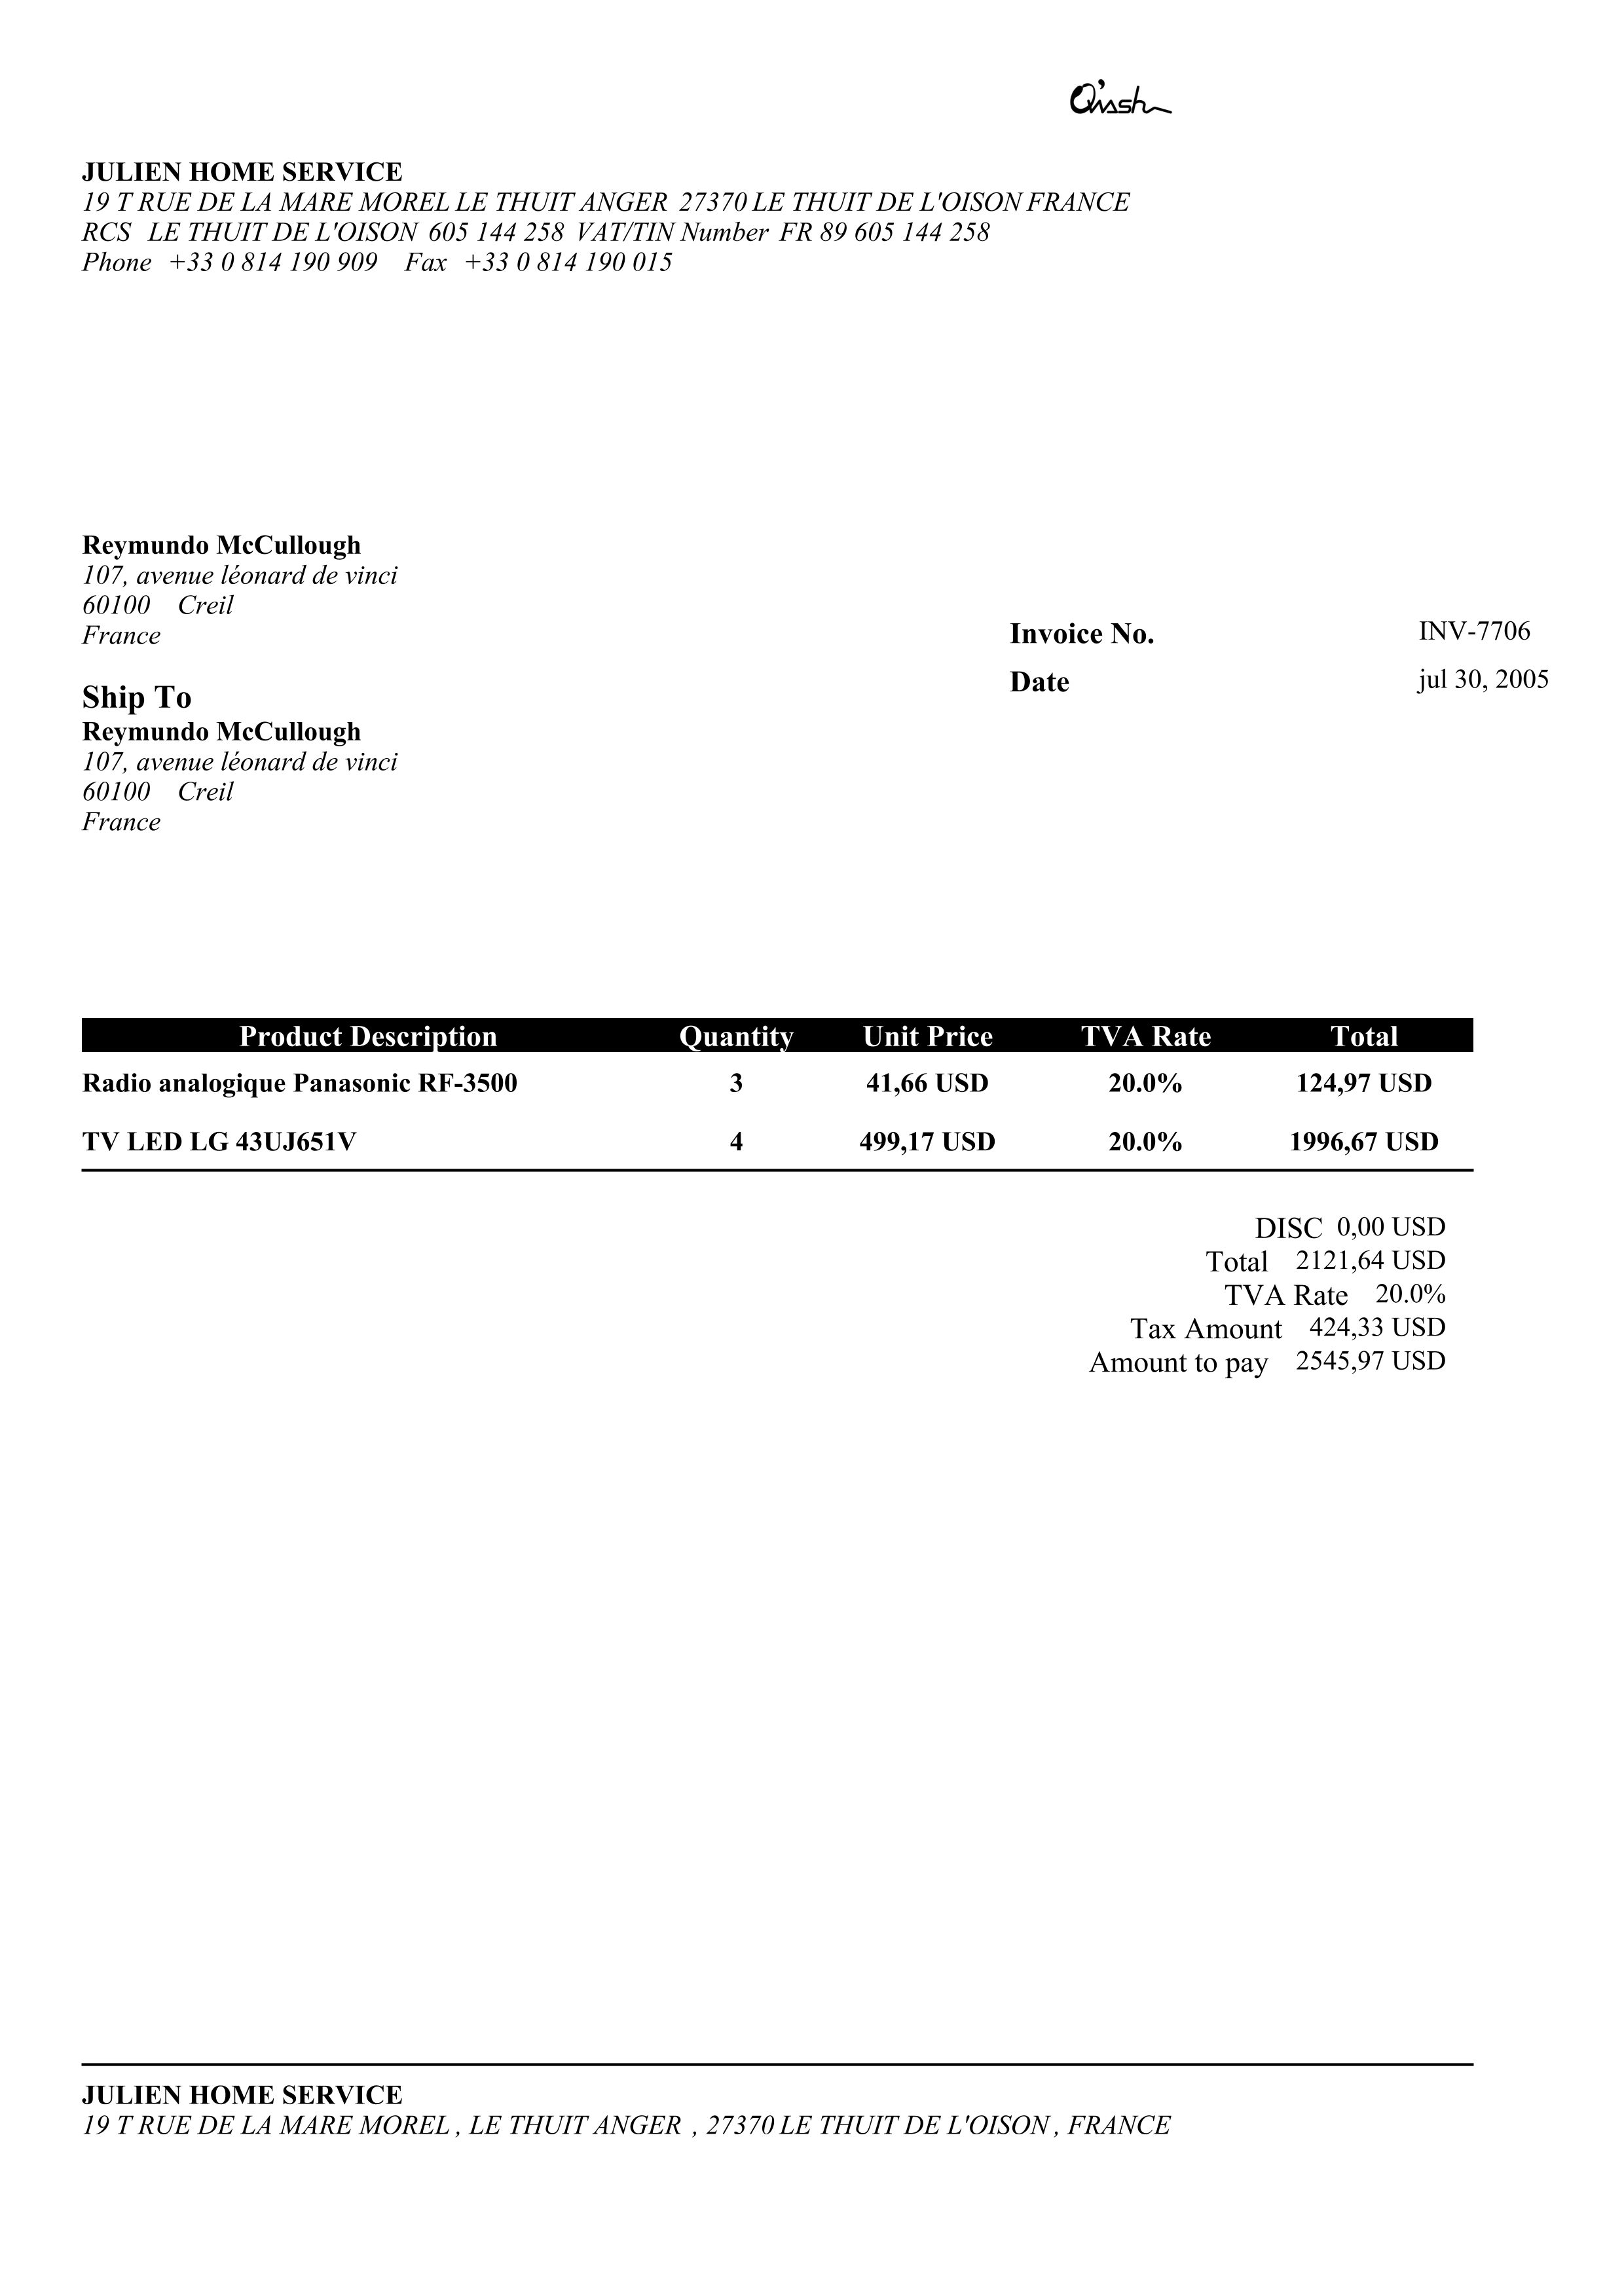 O'nash
JULIEN HOME SERVICE
19 T RUE DE LA MARE MOREL LE THUIT ANGER 27370 LE THUIT DE L'OISON FRANCE
RCS LE THUIT DE L'OISON 605 144 258 VAT/TIN Number FR 89 605 144 258
Phone +33 0 814 190 909 Fax +33 0 814 190 015
Reymundo McCullough
107, avenue léonard de vinci
60100 Creil
France
Invoice No. INV-7706
Date jul 30, 2005
Ship To
Reymundo McCullough
107, avenue léonard de vinci
60100 Creil
France
Product Description Quantity Unit Price TVA Rate Total
Radio analogique Panasonic RF-3500 3 41,66 USD 20.0% 124,97 USD
TV LED LG 43UJ651V 4 499,17 USD 20.0% 1996,67 USD
DISC 0,00 USD
Total 2121,64 USD
TVA Rate 20.0%
Tax Amount 424,33 USD
Amount to pay 2545,97 USD
JULIEN HOME SERVICE
19 T RUE DE LA MARE MOREL , LE THUIT ANGER , 27370 LE THUIT DE L'OISON , FRANCE